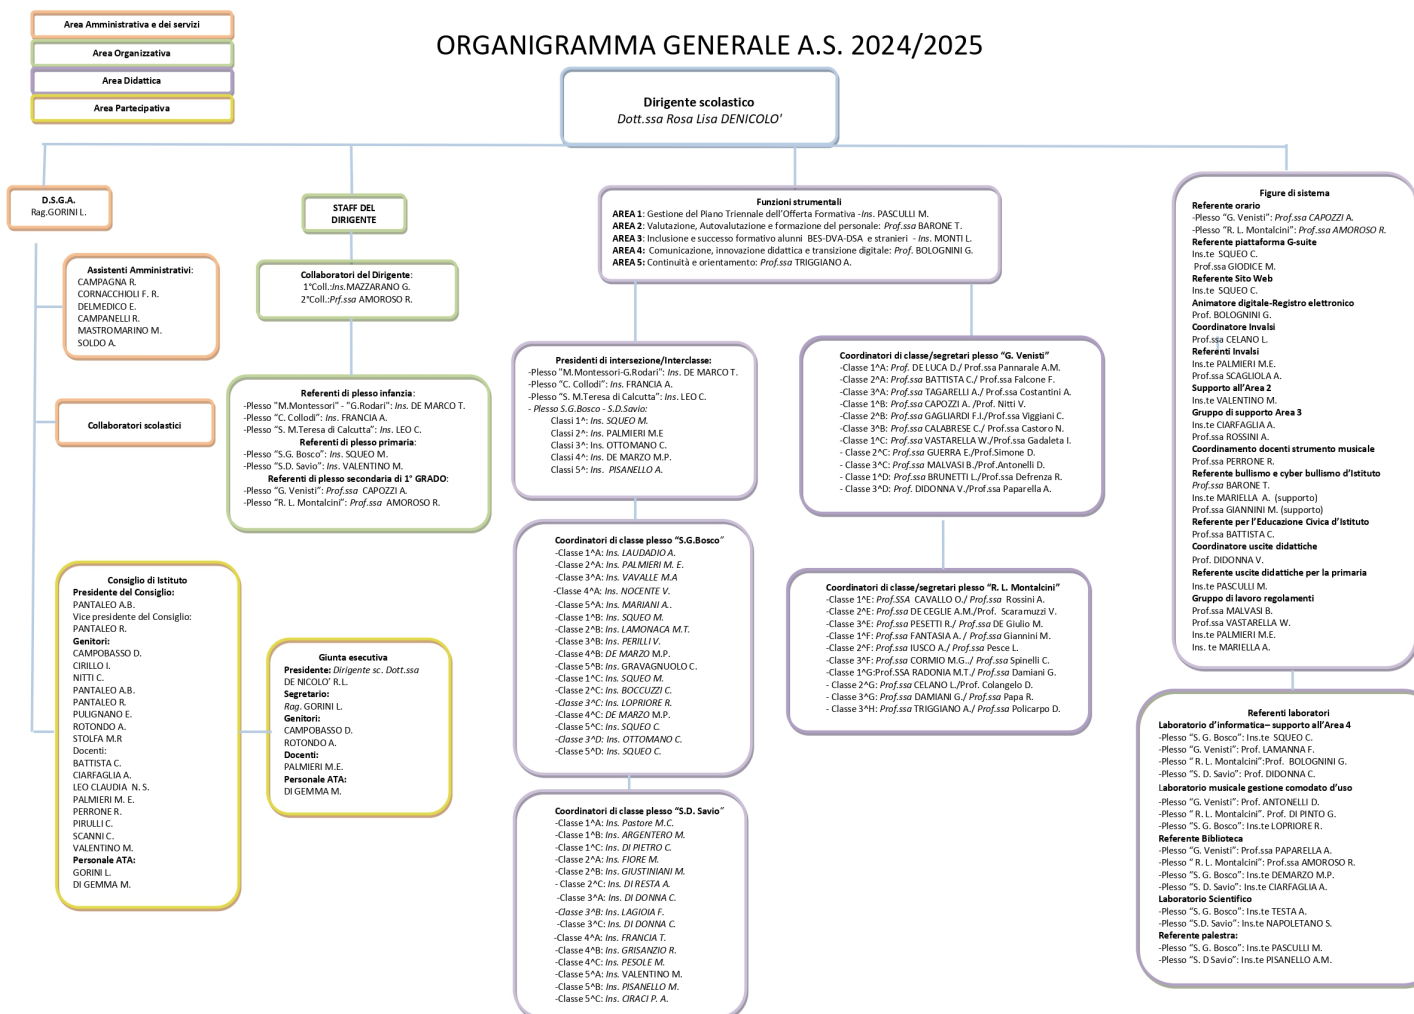 Area Amministrativa e dei servizi
Area Organizzativa
Area Didattica
Area Partecipativa
ORGANIGRAMMA GENERALE A.S. 2024/2025
Dirigente scolastico
Dott.ssa Rosa Lisa DENICOLO'
D.S.G.A.
Rag.GORINI L.
Assistenti Amministrativi:
CAMPAGNA R.
CORNACCHIOLI F. R.
DELMEDICO E.
CAMPANELLI R.
MASTROMARINO M.
SOLDO A.
Collaboratori scolastici
Consiglio di Istituto
Presidente del Consiglio:
PANTALEO A.B.
Vice presidente del Consiglio:
PANTALEO R.
Genitori:
CAMPOBASSO D.
CIRILLO I.
NITTI C.
PANTALEO A.B.
PANTALEO R.
PULIGNANO E.
ROTONDO A.
STOLFA M.R
Docenti:
BATTISTA C.
CIARFAGLIA A.
LEO CLAUDIA N. S.
PALMIERI M. E.
PERRONE R.
PIRULLI C.
SCANNI C.
VALENTINO M.
Personale ATA:
GORINI L.
DI GEMMA M.
Giunta esecutiva
Presidente: Dirigente sc. Dott.ssa
DE NICOLO' R.L.
Segretario:
Rag. GORINI L.
Genitori:
CAMPOBASSO D.
ROTONDO A.
Docenti:
PALMIERI M.E.
Personale ATA:
DI GEMMA M.
STAFF DEL
DIRIGENTE
Collaboratori del Dirigente:
1°Coll.:Ins.MAZZARANO G.
2°Coll.:Prf.ssa AMOROSO R.
Referenti di plesso infanzia:
-Plesso "M.Montessori" - "G.Rodari": Ins. DE MARCO T.
-Plesso "C. Collodi": Ins. FRANCIA A.
-Plesso "S. M.Teresa di Calcutta": Ins. LEO C.
Referenti di plesso primaria:
-Plesso "S.G. Bosco": Ins. SQUEO M.
-Plesso "S.D. Savio": Ins. VALENTINO M.
Referenti di plesso secondaria di 1° GRADO:
-Plesso "G. Venisti": Prof.ssa CAPOZZI A.
-Plesso "R. L. Montalcini": Prof.ssa AMOROSO R.
Funzioni strumentali
AREA 1: Gestione del Piano Triennale dell'Offerta Formativa -Ins. PASCULLI M.
AREA 2: Valutazione, Autovalutazione e formazione del personale: Prof.ssa BARONE T.
AREA 3: Inclusione e successo formativo alunni BES-DVA-DSA e stranieri - Ins. MONTI L.
AREA 4: Comunicazione, innovazione didattica e transizione digitale: Prof. BOLOGNINI G.
AREA 5: Continuità e orientamento: Prof.ssa TRIGGIANO A.
Presidenti di intersezione/Interclasse:
-Plesso "M.Montessori-G.Rodari": Ins. DE MARCO T.
-Plesso "C. Collodi": Ins. FRANCIA A.
-Plesso "S. M.Teresa di Calcutta": Ins. LEO C.
- Plesso S.G.Bosco - S.D.Savio:
Classi 1^: Ins. SQUEO M.
Classi 2^: Ins. PALMIERI M.E
Classi 3^: Ins. OTTOMANO C.
Classi 4^: Ins. DE MARZO M.P.
Classi 5^: Ins. PISANELLO A.
Coordinatori di classe plesso "S.G.Bosco"
-Classe 1^A: Ins. LAUDADIO A.
-Classe 2^A: Ins. PALMIERI M. E.
-Classe 3^A: Ins. VAVALLE M.A
-Classe 4^A: Ins. NOCENTE V.
-Classe 5^A: Ins. MARIANI A..
-Classe 1^B: Ins. SQUEO M.
-Classe 2^B: Ins. LAMONACA M.T.
-Classe 3^B: Ins. PERILLI V.
-Classe 4^B: DE MARZO M.P.
-Classe 5^B: Ins. GRAVAGNUOLO C.
-Classe 1^C: Ins. SQUEO M.
-Classe 2^C: Ins. BOCCUZZI C.
-Classe 3^C: Ins. LOPRIORE R.
-Classe 4^C: DE MARZO M.P.
-Classe 5^C: Ins. SQUEO C.
-Classe 3^D: Ins. OTTOMANO C.
-Classe 5^D: Ins. SQUEO C.
Coordinatori di classe plesso "S.D. Savio"
-Classe 1^A: Ins. Pastore M.C.
-Classe 1^B: Ins. ARGENTERO M.
-Classe 1^C: Ins. DI PIETRO C.
-Classe 2^A: Ins. FIORE M.
-Classe 2^B: Ins. GIUSTINIANI M.
- Classe 2^C: Ins. DI RESTA A.
-Classe 3^A: Ins. DI DONNA C.
-Classe 3^B: Ins. LAGIOIA F.
-Classe 3^C: Ins. DI DONNA C.
-Classe 4^A: Ins. FRANCIA T.
-Classe 4^B: Ins. GRISANZIO R.
-Classe 4^C: Ins. PESOLE M.
-Classe 5^A: Ins. VALENTINO M.
-Classe 5^B: Ins. PISANELLO M.
-Classe 5^C: Ins. CIRACI P. A.
Coordinatori di classe/segretari plesso "G. Venisti"
-Classe 1^A: Prof. DE LUCA D./ Prof.ssa Pannarale A.M.
-Classe 2^A: Prof.ssa BATTISTA C./ Prof.ssa Falcone F.
-Classe 3^A: Prof.ssa TAGARELLI A./ Prof.ssa Costantini A.
-Classe 1^B: Prof.ssa CAPOZZI A. /Prof. Nitti V.
-Classe 2^B: Prof.ssa GAGLIARDI F.I./Prof.ssa Viggiani C.
-Classe 3^B: Prof.ssa CALABRESE C./ Prof.ssa Castoro N.
-Classe 1^C: Prof.ssa VASTARELLA W./Prof.ssa Gadaleta I.
- Classe 2^C: Prof.ssa GUERRA E./Prof.Simone D.
- Classe 3^C: Prof.ssa MALVASI B./Prof.Antonelli D.
- Classe 1^D: Prof.ssa BRUNETTI L./Prof.ssa Defrenza R.
- Classe 3^D: Prof. DIDONNA V./Prof.ssa Paparella A.
Coordinatori di classe/segretari plesso "R. L. Montalcini"
-Classe 1^E: Prof.SSA CAVALLO O./ Prof.ssa Rossini A.
-Classe 2^E: Prof.ssa DE CEGLIE A.M./Prof. Scaramuzzi V.
-Classe 3^E: Prof.ssa PESETTI R./ Prof.ssa DE Giulio M.
-Classe 1^F: Prof.ssa FANTASIA A. / Prof.ssa Giannini M.
-Classe 2^F: Prof.ssa IUSCO A./ Prof.ssa Pesce L.
-Classe 3^F: Prof.ssa CORMIO M.G../ Prof.ssa Spinelli C.
-Classe 1^G:Prof.SSA RADONIA M.T./ Prof.ssa Damiani G.
- Classe 2^G: Prof.ssa CELANO L./Prof. Colangelo D.
- Classe 3^G: Prof.ssa DAMIANI G./ Prof.ssa Papa R.
- Classe 3^H: Prof.ssa TRIGGIANO A./ Prof.ssa Policarpo D.
Figure di sistema
Referente orario
-Plesso "G. Venisti": Prof.ssa CAPOZZI A.
-Plesso "R. L. Montalcini": Prof.ssa AMOROSO R.
Referente piattaforma G-suite
Ins.te SQUEO C.
Prof.ssa GIODICE M.
Referente Sito Web
Ins.te SQUEO C.
Animatore digitale-Registro elettronico
Prof. BOLOGNINI G.
Coordinatore Invalsi
Prof.ssa CELANO L.
Referenti Invalsi
Ins.te PALMIERI M.E.
Prof.ssa SCAGLIOLA A.
Supporto all'Area 2
Ins.te VALENTINO M.
Gruppo di supporto Area 3
Ins.te CIARFAGLIA A.
Prof.ssa ROSSINI A.
Coordinamento docenti strumento musicale
Prof.ssa PERRONE R.
Referente bullismo e cyber bullismo d'Istituto
Prof.ssa BARONE T.
Ins.te MARIELLA A. (supporto)
Prof.ssa GIANNINI M. (supporto)
Referente per l'Educazione Civica d'Istituto
Prof.ssa BATTISTA C.
Coordinatore uscite didattiche
Prof. DIDONNA V.
Referente uscite didattiche per la primaria
Ins.te PASCULLI M.
Gruppo di lavoro regolamenti
Prof.ssa MALVASI B.
Prof.ssa VASTARELLA W.
Ins.te PALMIERI M.E.
Ins. te MARIELLA A.
Referenti laboratori
Laboratorio d'informatica– supporto all'Area 4
-Plesso "S. G. Bosco": Ins.te SQUEO C.
-Plesso "G. Venisti": Prof. LAMANNA F.
-Plesso " R. L. Montalcini":Prof. BOLOGNINI G.
-Plesso "S. D. Savio": Prof. DIDONNA C.
Laboratorio musicale gestione comodato d'uso
-Plesso "G. Venisti": Prof. ANTONELLI D.
-Plesso " R. L. Montalcini". Prof. DI PINTO G.
-Plesso "S. G. Bosco": Ins.te LOPRIORE R.
Referente Biblioteca
-Plesso "G. Venisti": Prof.ssa PAPARELLA A.
-Plesso " R. L. Montalcini": Prof.ssa AMOROSO R.
-Plesso "S. G. Bosco": Ins.te DEMARZO M.P.
-Plesso "S. D. Savio": Ins.te CIARFAGLIA A.
Laboratorio Scientifico
-Plesso "S. G. Bosco": Ins.te TESTA A.
-Plesso "S.D. Savio": Ins.te NAPOLETANO S.
Referente palestra:
-Plesso "S. G. Bosco": Ins.te PASCULLI M.
-Plesso "S. D Savio": Ins.te PISANELLO A.M.